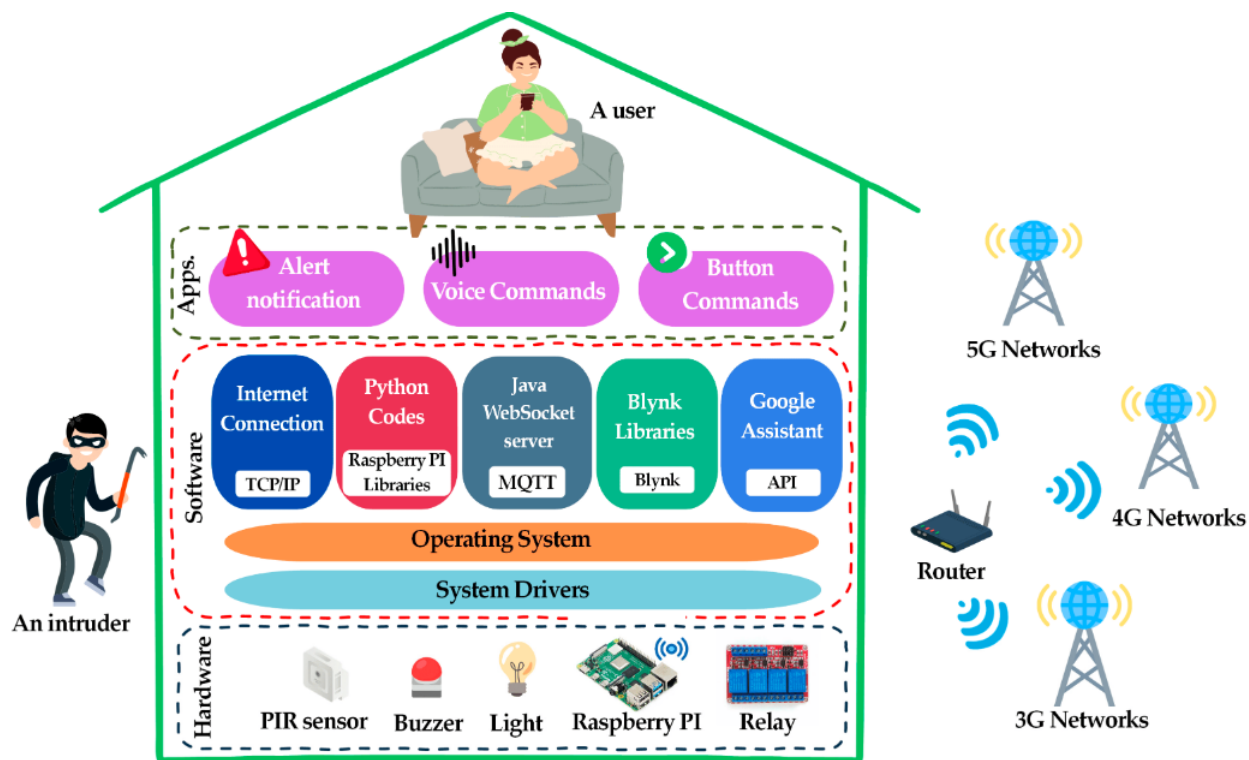 A user
Apps.
Alert
notification
Voice Commands
Button
Commands
Software
Internet
Connection
TCP/IP
Python
Codes
Raspberry PI
Libraries
Java
WebSocket
server
MQTT
Blynk
Libraries
Blynk
Google
Assistant
API
Operating System
System Drivers
Hardware
PIR sensor
Buzzer
Light
Raspberry PI
Relay
An intruder
5G Networks
4G Networks
Router
3G Networks